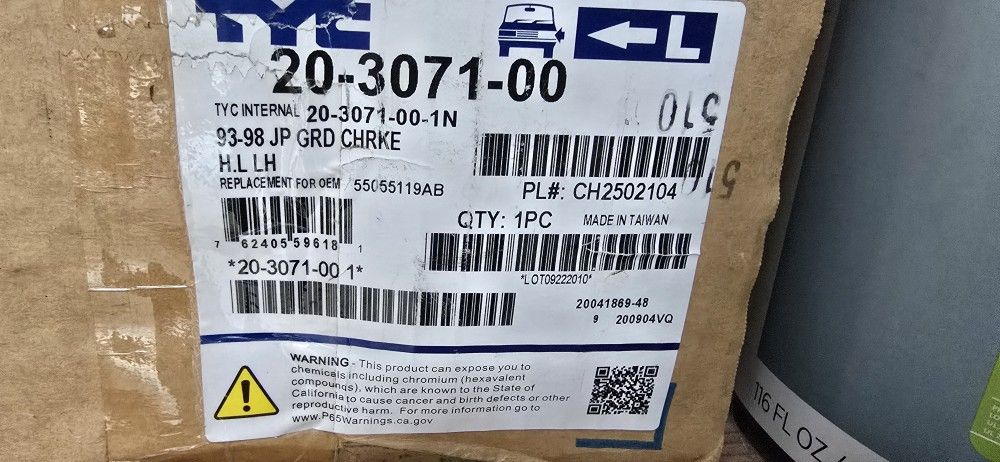 TYC
L
20-3071-00
TYC INTERNAL 20-3071-00-1N
93-98 JP GRD CHRKE
H.L LH
REPLACEMENT FOR OEM 55055119AB
510
510
PL#: CH2502104
QTY: 1PC MADE IN TAIWAN
7 62405 59618 1
*LOT09222010*
*20-3071-00 1*
20041869-48
9 200904VQ
WARNING - This product can expose you to
chemicals including chromium (hexavalent
compounds), which are known to the State of
California to cause cancer and birth defects or other
reproductive harm. For more information go to
www.P65Warnings.ca.gov
116 FL OZ